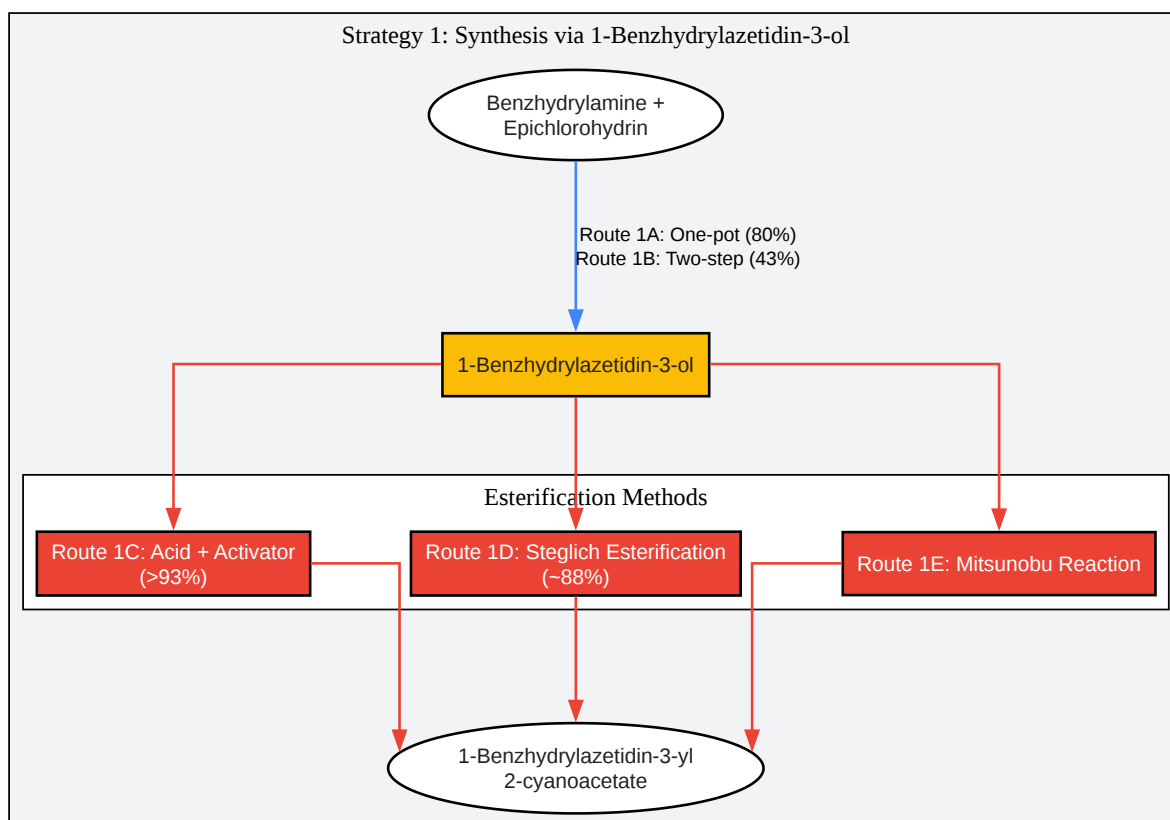 Strategy 1: Synthesis via 1-Benzhydrylazetidin-3-ol
Benzhydrylamine +
Epichlorohydrin
Route 1A: One-pot (80%)
Route 1B: Two-step (43%)
1-Benzhydrylazetidin-3-ol
Esterification Methods
Route 1C: Acid + Activator
(>93%)
Route 1D: Steglich Esterification
(~88%)
Route 1E: Mitsunobu Reaction
1-Benzhydrylazetidin-3-yl
2-cyanoacetate